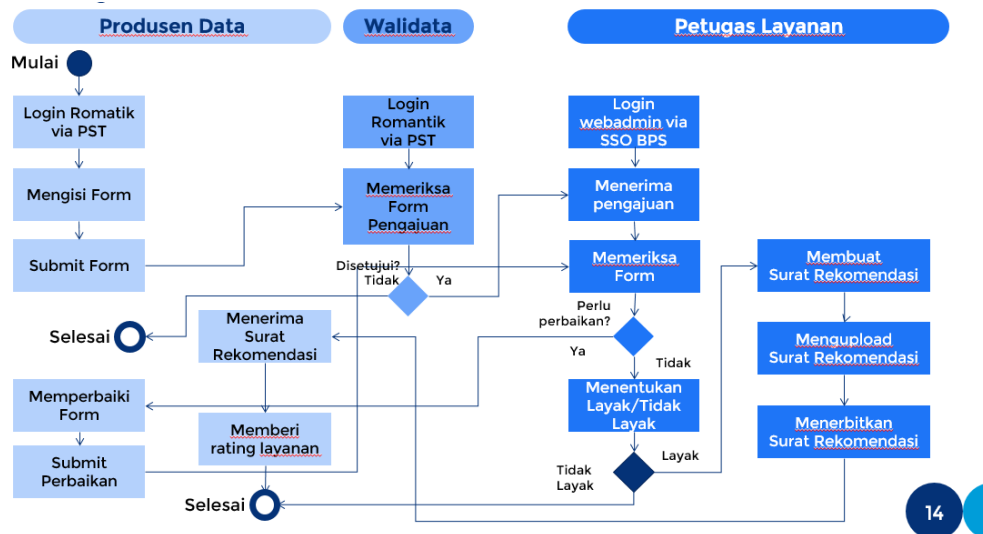 Produsen Data
Walidata
Petugas Layanan
Mulai
Login Romatik
via PST
Mengisi Form
Submit Form
Selesai
Memperbaiki
Form
Submit
Perbaikan
Menerima
Surat
Rekomendasi
Memberi
rating layanan
Selesai
Login
Romantik
via PST
Memeriksa
Form
Pengajuan
Disetujui?
Tidak
Ya
Login
webadmin via
SSO BPS
Menerima
pengajuan
Memeriksa
Form
Perlu
perbaikan?
Ya
Tidak
Menentukan
Layak/Tidak
Layak
Tidak
Layak
Layak
Membuat
Surat Rekomendasi
Mengupload
Surat Rekomendasi
Menerbitkan
Surat Rekomendasi
14